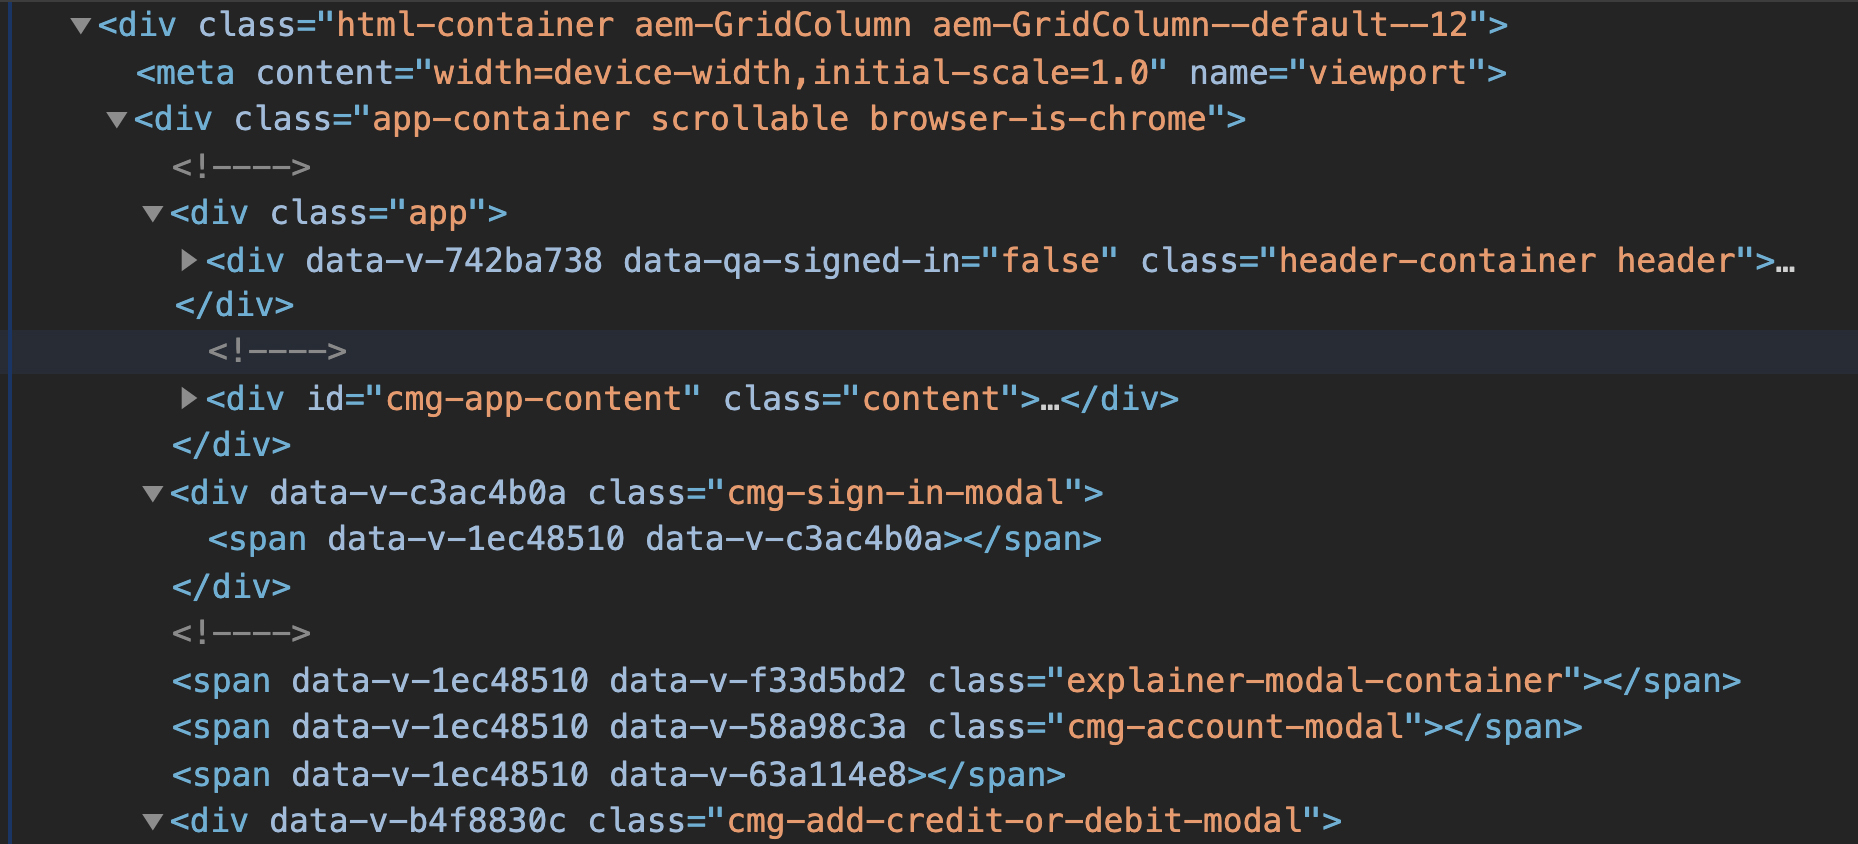 <div class="html-container aem-GridColumn aem-GridColumn--default--12">
<meta content="width=device-width,initial-scale=1.0" name="viewport">
<div class="app-container scrollable browser-is-chrome">
<!---->
<div class="app">
<div data-v-742ba738 data-qa-signed-in="false" class="header-container header">…
</div>
<!---->
<div id="cmg-app-content" class="content">…</div>
</div>
<div data-v-c3ac4b0a class="cmg-sign-in-modal">
<span data-v-1ec48510 data-v-c3ac4b0a></span>
</div>
<!---->
<span data-v-1ec48510 data-v-f33d5bd2 class="explainer-modal-container"></span>
<span data-v-1ec48510 data-v-58a98c3a class="cmg-account-modal"></span>
<span data-v-1ec48510 data-v-63a114e8></span>
<div data-v-b4f8830c class="cmg-add-credit-or-debit-modal">